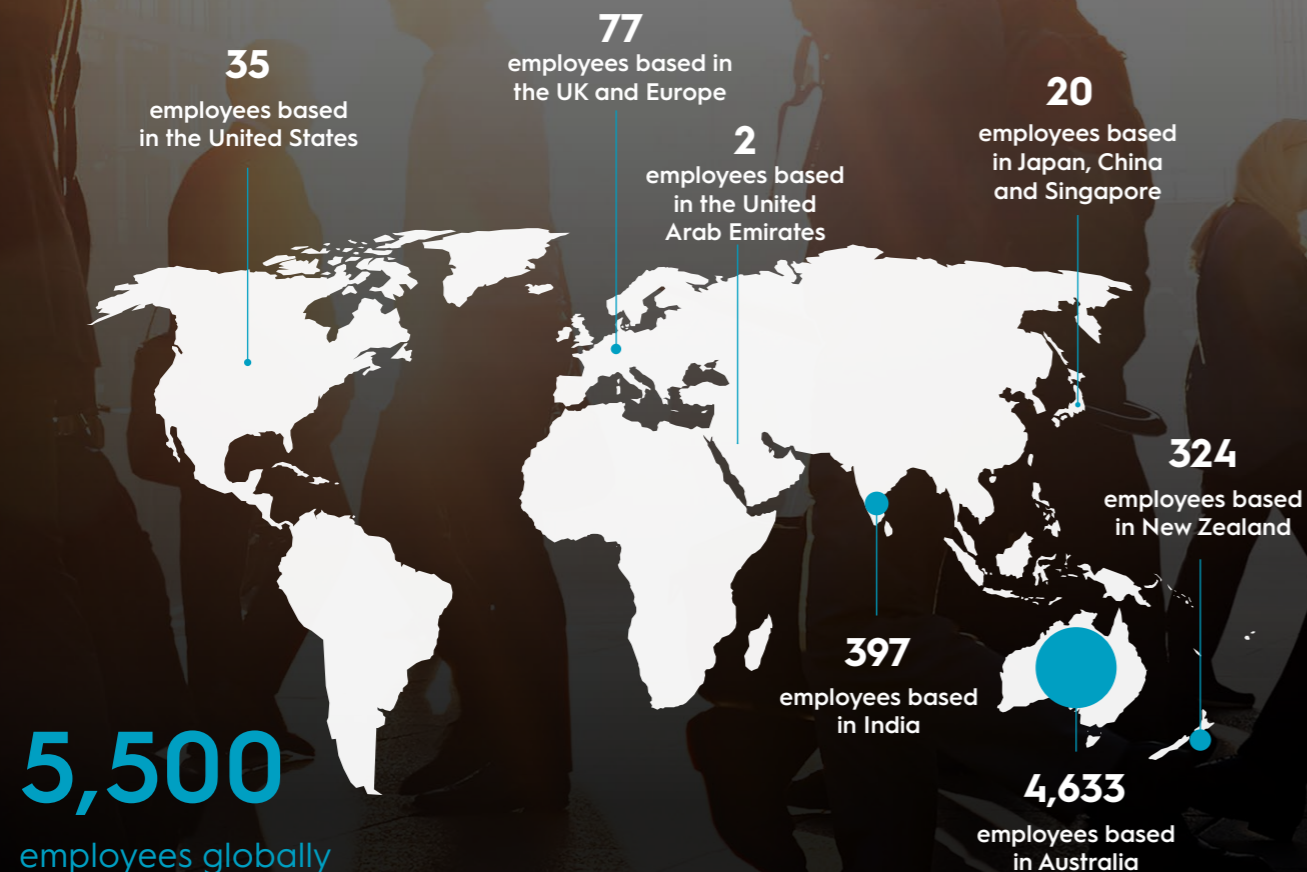 35
employees based
in the United States
77
employees based in
the UK and Europe
2
employees based
in the United
Arab Emirates
20
employees based
in Japan, China
and Singapore
324
employees based
in New Zealand
397
employees based
in India
4,633
employees based
in Australia
5,500
employees globally